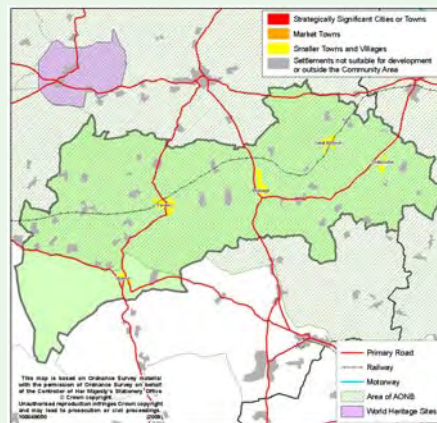 Strategically Significant Cities or Towns
Market Towns
Smaller Towns and Villages
Settlements not suitable for development
or outside the Community Area
Primary Road
Railway
Motorway
Area of AONB
World Heritage Sites
This map is based on Ordnance Survey material
with the permission of Ordnance Survey on behalf
of the Controller of Her Majesty's Stationery Office
© Crown copyright.
Unauthorised reproduction infringes Crown copyright
and may lead to prosecution or civil proceedings.
100049050